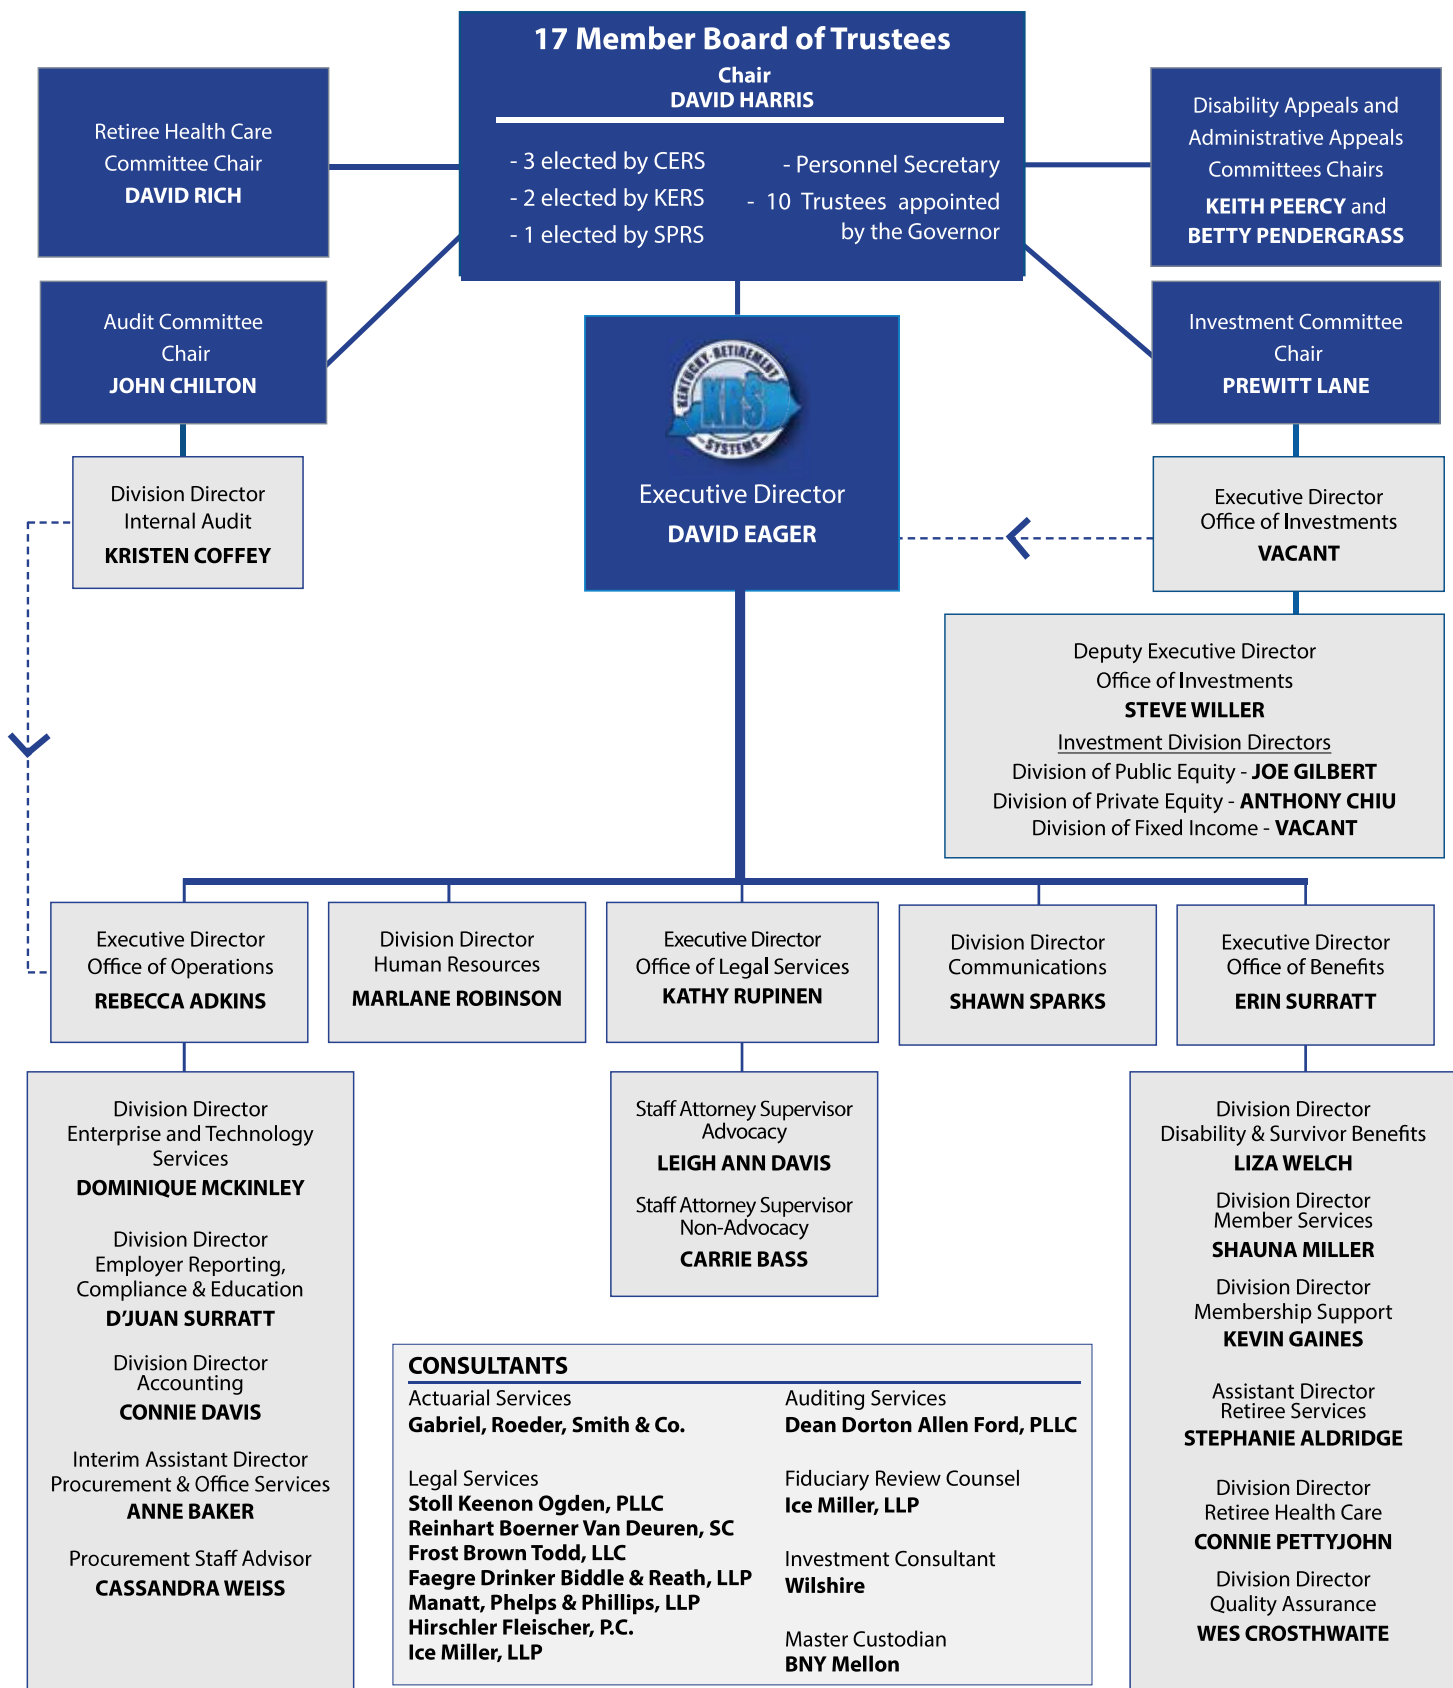 17 Member Board of Trustees
Chair
DAVID HARRIS
- 3 elected by CERS
- 2 elected by KERS
- 1 elected by SPRS
- Personnel Secretary
- 10 Trustees appointed
by the Governor
Retiree Health Care
Committee Chair
DAVID RICH
Disability Appeals and
Administrative Appeals
Committees Chairs
KEITH PEERCY and
BETTY PENDERGRASS
Audit Committee
Chair
JOHN CHILTON
Investment Committee
Chair
PREWITT LANE
KENTUCKY RETIREMENT
KRS
SYSTEMS
Executive Director
DAVID EAGER
Division Director
Internal Audit
KRISTEN COFFEY
Executive Director
Office of Investments
VACANT
Deputy Executive Director
Office of Investments
STEVE WILLER
Investment Division Directors
Division of Public Equity - JOE GILBERT
Division of Private Equity - ANTHONY CHIU
Division of Fixed Income - VACANT
Executive Director
Office of Operations
REBECCA ADKINS
Division Director
Human Resources
MARLANE ROBINSON
Executive Director
Office of Legal Services
KATHY RUPINEN
Division Director
Communications
SHAWN SPARKS
Executive Director
Office of Benefits
ERIN SURRATT
Division Director
Enterprise and Technology
Services
DOMINIQUE MCKINLEY
Division Director
Employer Reporting,
Compliance & Education
D'JUAN SURRATT
Division Director
Accounting
CONNIE DAVIS
Interim Assistant Director
Procurement & Office Services
ANNE BAKER
Procurement Staff Advisor
CASSANDRA WEISS
Staff Attorney Supervisor
Advocacy
LEIGH ANN DAVIS
Staff Attorney Supervisor
Non-Advocacy
CARRIE BASS
Division Director
Disability & Survivor Benefits
LIZA WELCH
Division Director
Member Services
SHAUNA MILLER
Division Director
Membership Support
KEVIN GAINES
Assistant Director
Retiree Services
STEPHANIE ALDRIDGE
Division Director
Retiree Health Care
CONNIE PETTYJOHN
Division Director
Quality Assurance
WES CROSTHWAITE
CONSULTANTS
Actuarial Services
Gabriel, Roeder, Smith & Co.
Legal Services
Stoll Keenon Ogden, PLLC
Reinhart Boerner Van Deuren, SC
Frost Brown Todd, LLC
Faegre Drinker Biddle & Reath, LLP
Manatt, Phelps & Phillips, LLP
Hirschler Fleischer, P.C.
Ice Miller, LLP
Auditing Services
Dean Dorton Allen Ford, PLLC
Fiduciary Review Counsel
Ice Miller, LLP
Investment Consultant
Wilshire
Master Custodian
BNY Mellon